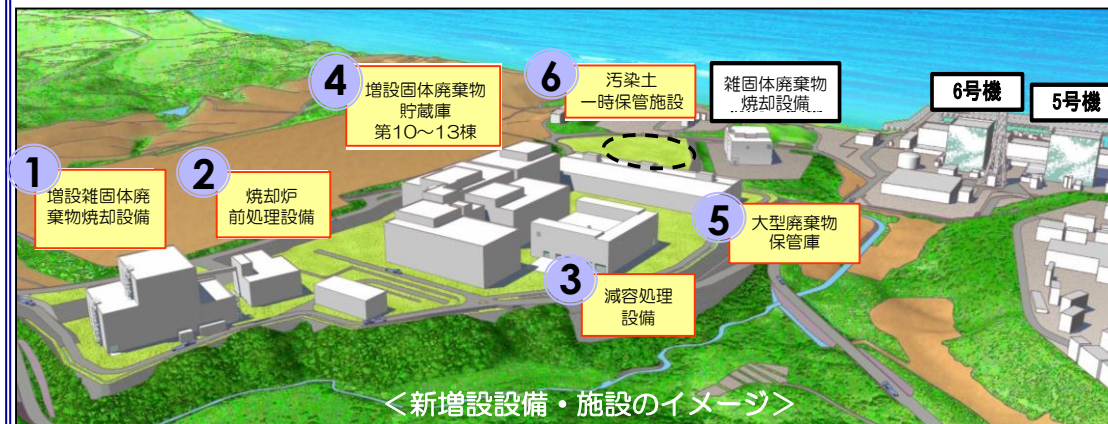 1
増設雑固体廃
棄物焼却設備
2
焼却炉
前処理設備
4
増設固体廃棄物
貯蔵庫
第10～13棟
6
汚染土
一時保管施設
雑固体廃棄物
焼却設備
6号機
5号機
5
大型廃棄物
保管庫
3
減容処理
設備
＜新増設設備・施設のイメージ＞